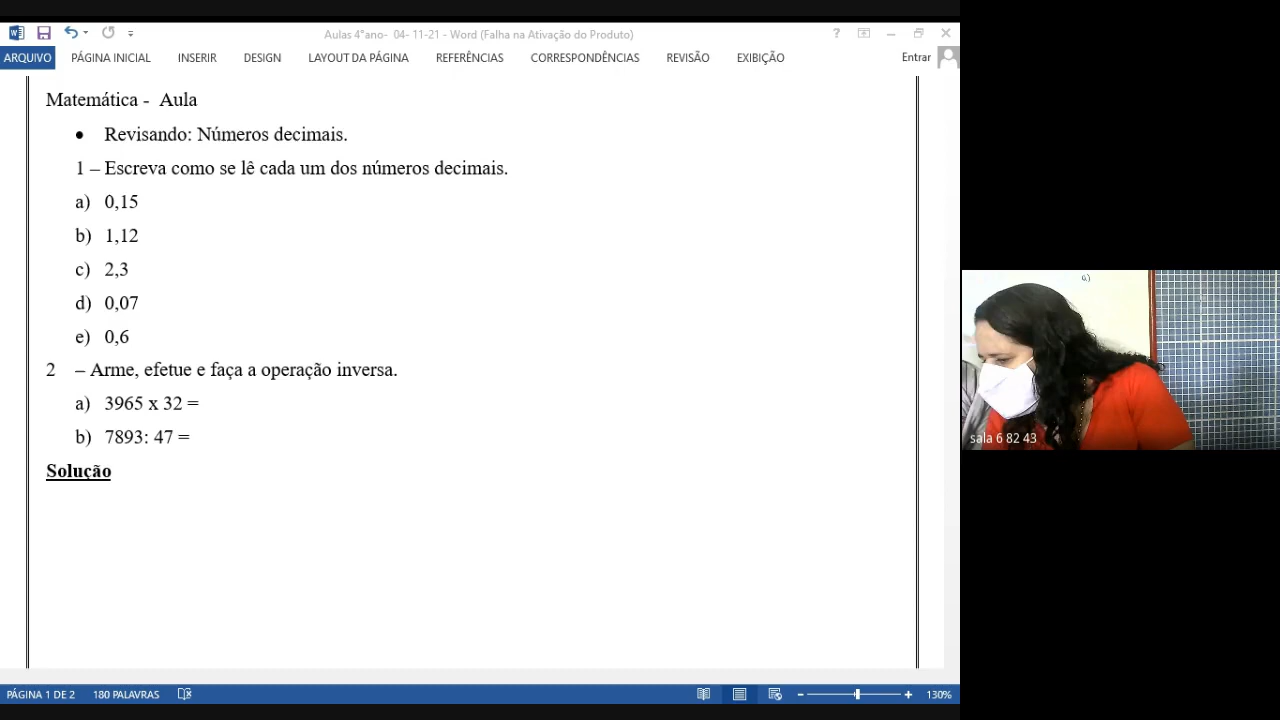 Aulas 4°ano-  04- 11-21 - Word (Falha na Ativação do Produto)
?
ARQUIVO PÁGINA INICIAL INSERIR DESIGN LAYOUT DA PÁGINA REFERÊNCIAS CORRESPONDÊNCIAS REVISÃO EXIBIÇÃO Entrar
Matemática -  Aula
• Revisando: Números decimais.
1 – Escreva como se lê cada um dos números decimais.
a) 0,15
b) 1,12
c) 2,3
d) 0,07
e) 0,6
2 – Arme, efetue e faça a operação inversa.
a) 3965 x 32 =
b) 7893: 47 =
Solução
sala 6 82 43
PÁGINA 1 DE 2 180 PALAVRAS 130%